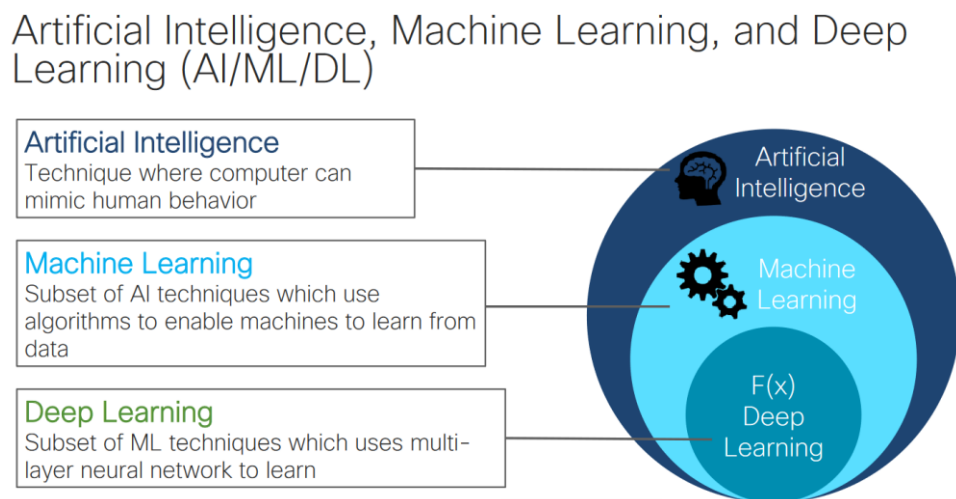 Artificial Intelligence, Machine Learning, and Deep
Learning (AI/ML/DL)
Artificial Intelligence
Technique where computer can
mimic human behavior
Machine Learning
Subset of AI techniques which use
algorithms to enable machines to learn from
data
Deep Learning
Subset of ML techniques which uses multi-
layer neural network to learn
Artificial
Intelligence
Machine
Learning
F(x)
Deep
Learning